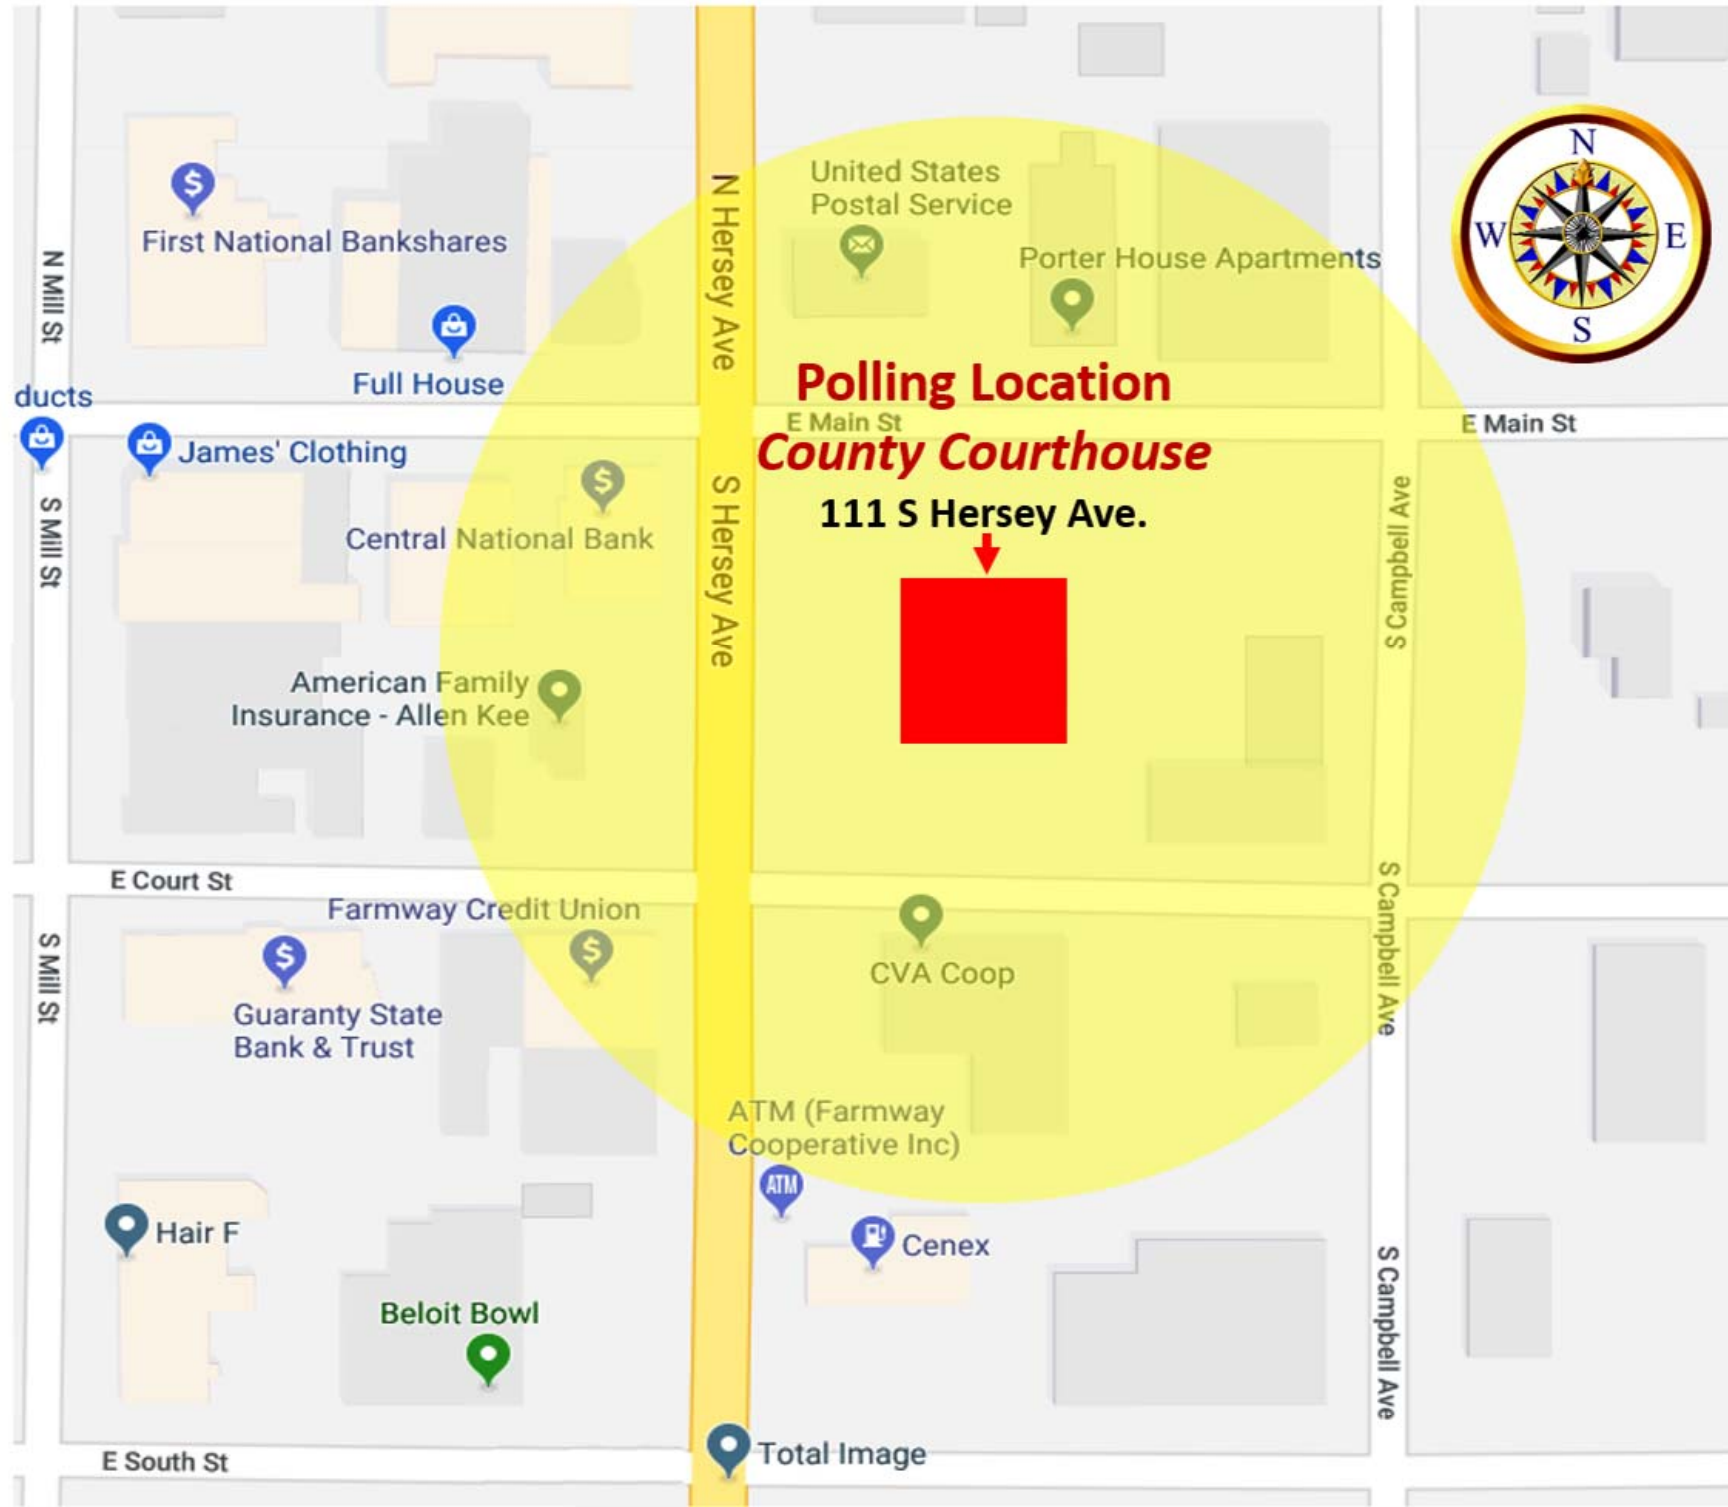 N
W
E
S
United States
Postal Service
First National Bankshares
Porter House Apartments
N Mill St
N Hersey Ave
Full House
ducts
Polling Location
E Main St
E Main St
County Courthouse
111 S Hersey Ave.
James' Clothing
S Mill St
S Hersey Ave
S Campbell Ave
Central National Bank
American Family
Insurance - Allen Kee
E Court St
Farmway Credit Union
S Campbell Ave
S Mill St
CVA Coop
Guaranty State
Bank & Trust
ATM (Farmway
Cooperative Inc)
ATM
Hair F
Cenex
Beloit Bowl
S Campbell Ave
Total Image
E South St